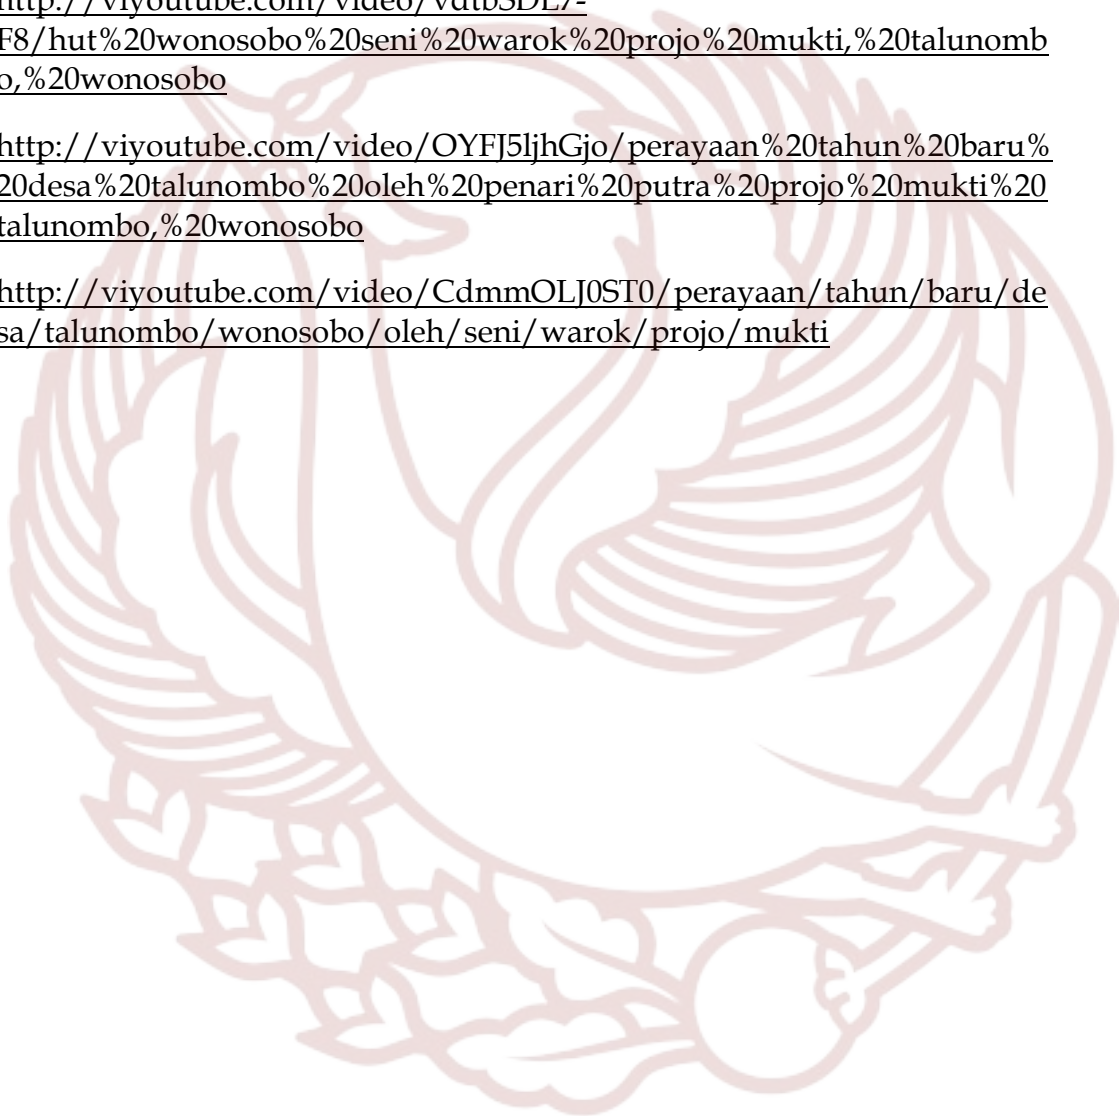 http://viyoutube.com/video/vdtbSDL7-
F8/hut%20wonosobo%20seni%20warok%20projo%20mukti,%20talunomb
o,%20wonosobo
http://viyoutube.com/video/OYFJ5ljhGjo/perayaan%20tahun%20baru%
20desa%20talunombo%20oleh%20penari%20putra%20projo%20mukti%20
talunombo,%20wonosobo
http://viyoutube.com/video/CdmmOLJ0ST0/perayaan/tahun/baru/de
sa/talunombo/wonosobo/oleh/seni/warok/projo/mukti